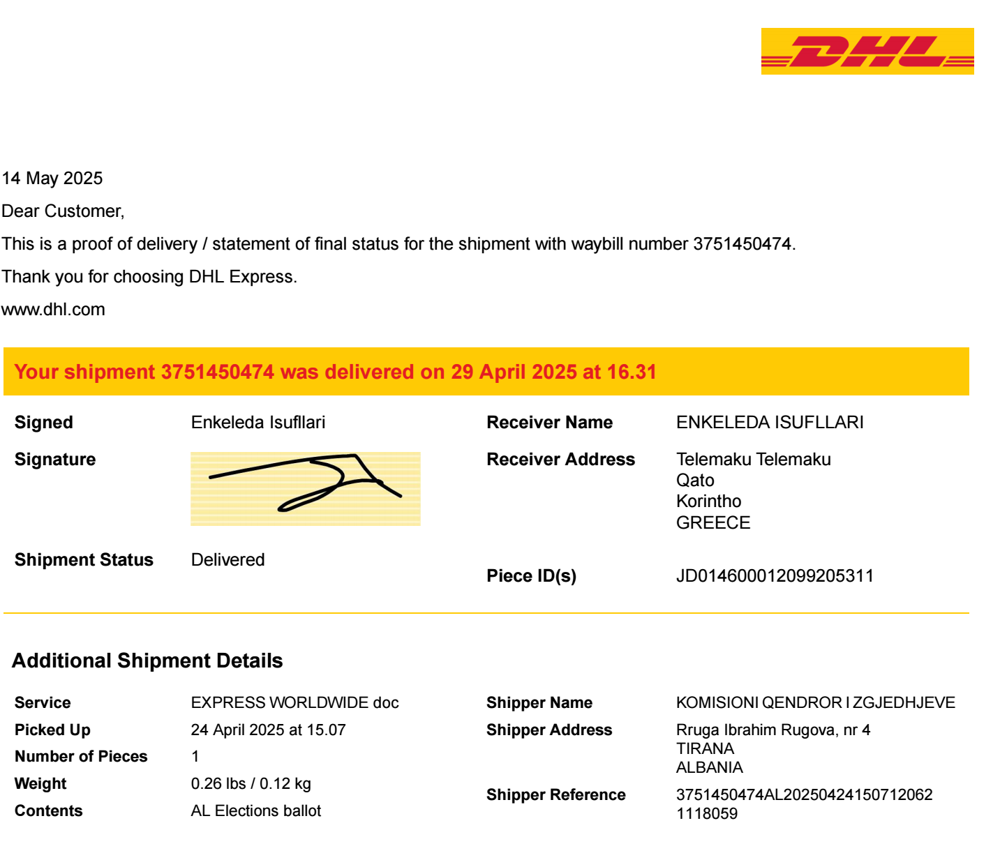 DHL
14 May 2025
Dear Customer,
This is a proof of delivery / statement of final status for the shipment with waybill number 3751450474.
Thank you for choosing DHL Express.
www.dhl.com
Your shipment 3751450474 was delivered on 29 April 2025 at 16.31
Signed Enkeleda Isufllari
Receiver Name ENKELEDA ISUFLLARI
Signature
Receiver Address Telemaku Telemaku
Qato
Korintho
GREECE
Shipment Status Delivered
Piece ID(s) JD014600012099205311
Additional Shipment Details
Service EXPRESS WORLDWIDE doc
Shipper Name KOMISIONI QENDROR I ZGJEDHJEVE
Picked Up 24 April 2025 at 15.07
Shipper Address Rruga Ibrahim Rugova, nr 4
TIRANA
ALBANIA
Number of Pieces 1
Weight 0.26 lbs / 0.12 kg
Shipper Reference 3751450474AL20250424150712062
1118059
Contents AL Elections ballot